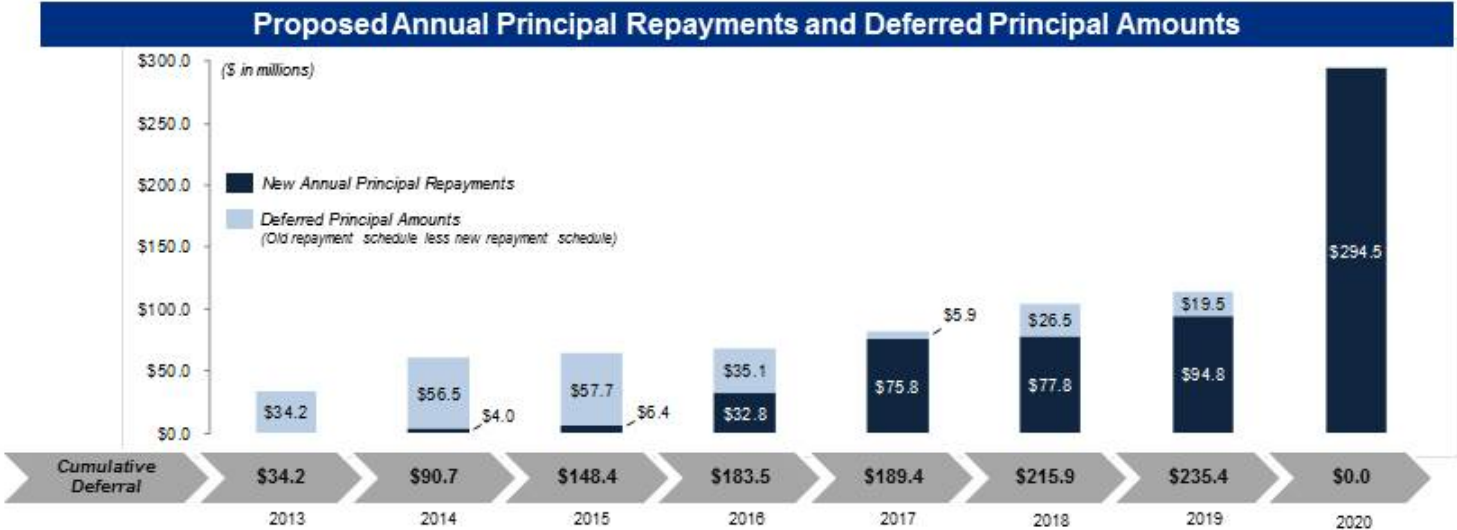 Proposed Annual Principal Repayments and Deferred Principal Amounts
$300.0
($ in millions)
$250.0
$200.0
$150.0
$100.0
$50.0
$0.0
New Annual Principal Repayments
Deferred Principal Amounts
(Old repayment schedule less new repayment schedule)
$34.2
$56.5
$4.0
$57.7
$6.4
$35.1
$32.8
$5.9
$75.8
$26.5
$77.8
$19.5
$94.8
$294.5
Cumulative
Deferral
$34.2 $90.7 $148.4 $183.5 $189.4 $215.9 $235.4 $0.0
2013 2014 2015 2016 2017 2018 2019 2020